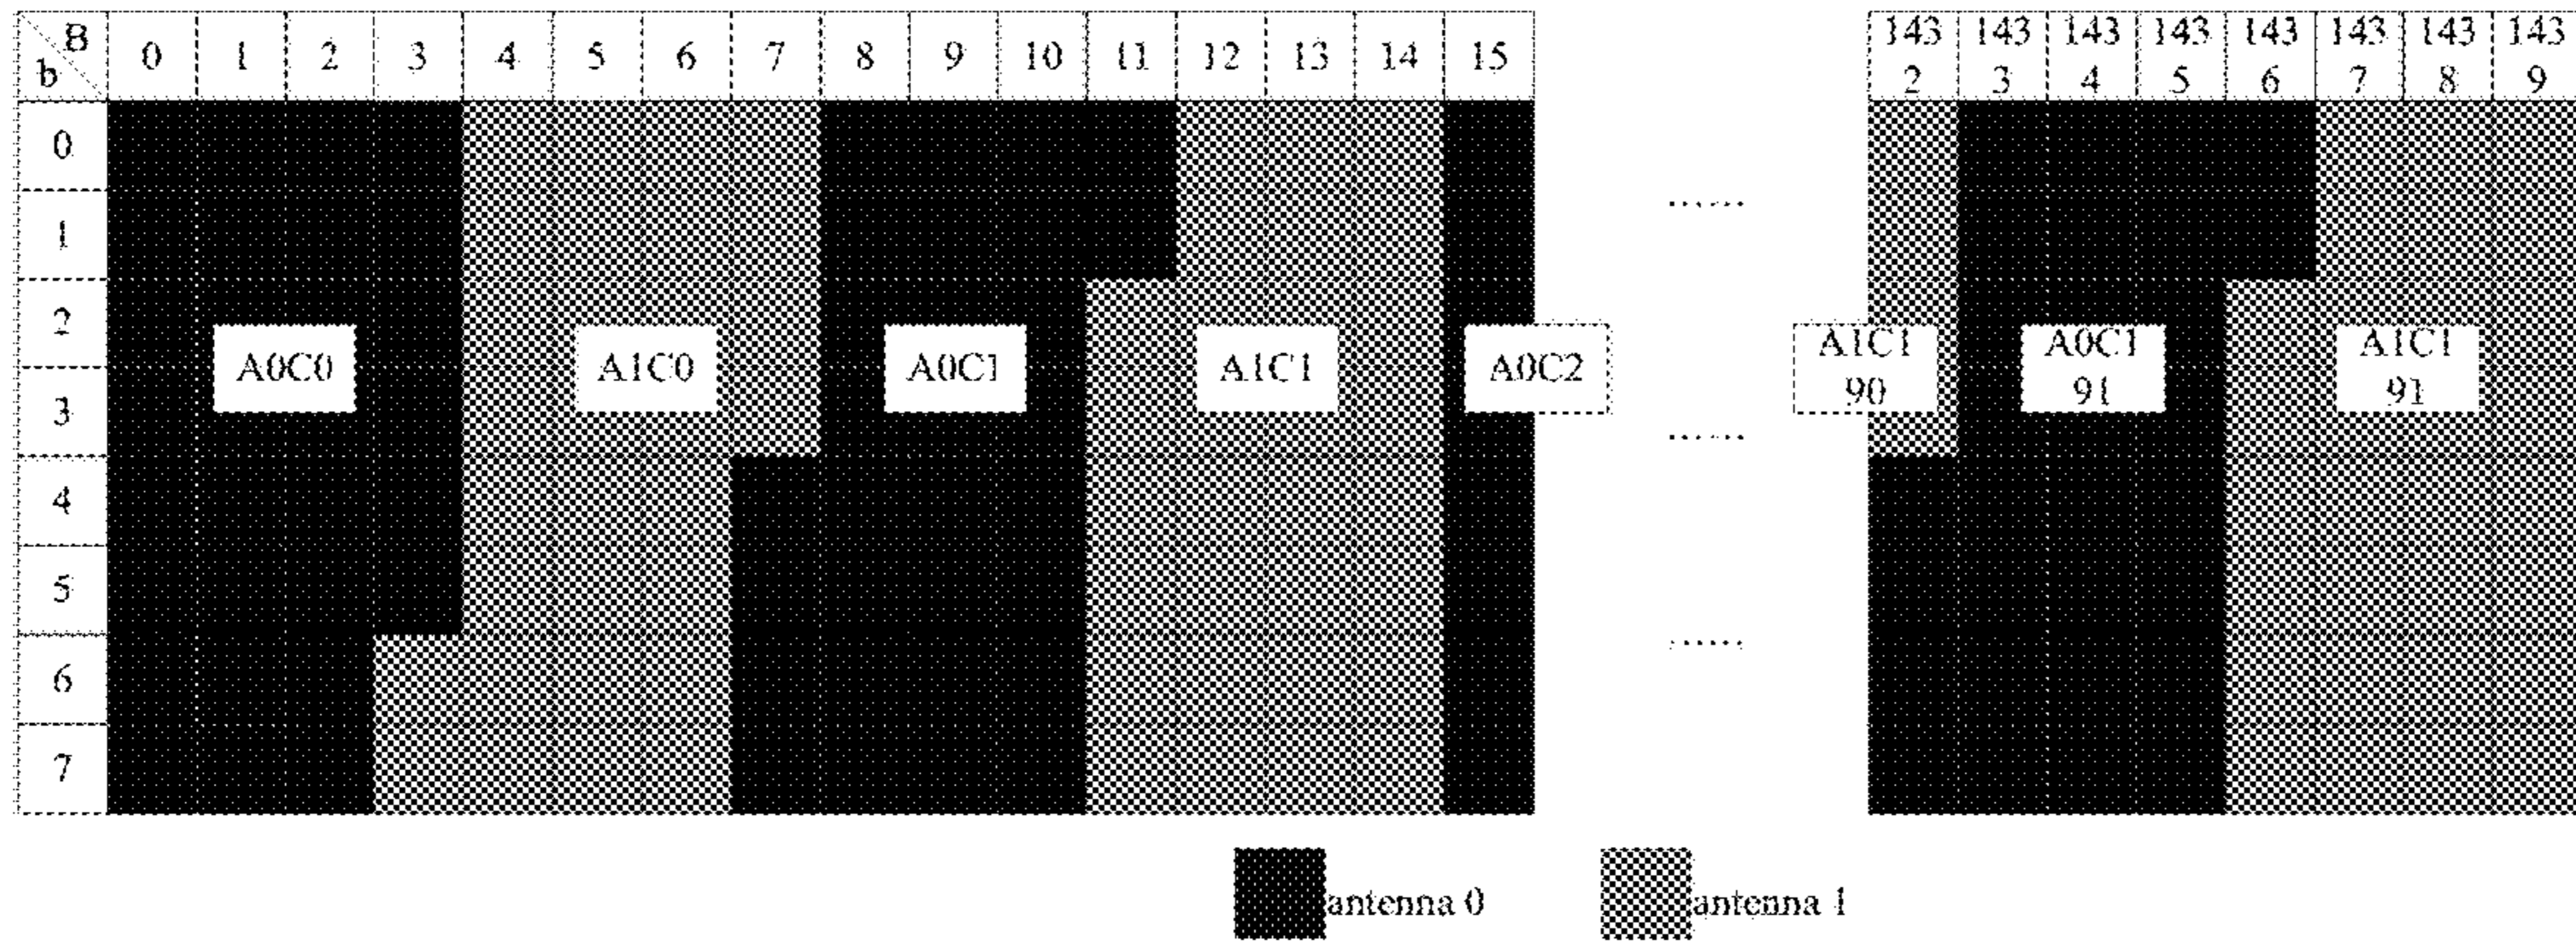 B 0 1 2 3 4 5 6 7 8 9 10 11 12 13 14 15 143 143 143 143 143 143 143 143
b 2 3 4 5 6 7 8 9
0
1
......
2
A0C0 A1C0 A0C1 A1C1 A0C2 A1C1 A0C1 A1C1
90 91 91
3
......
4
5
6
......
7
antenna 0 antenna 1